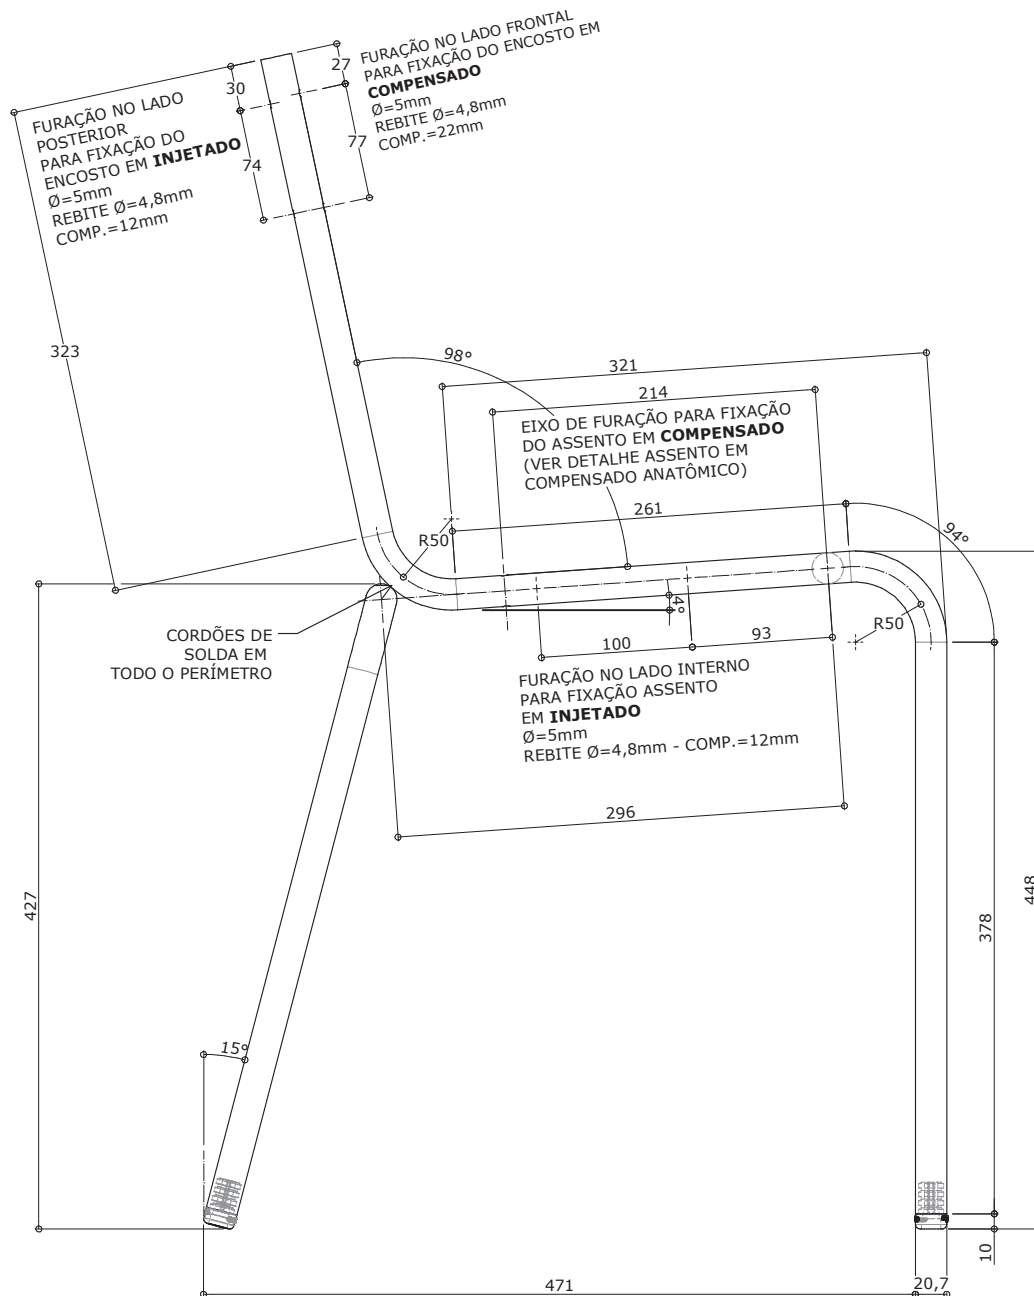 FURAÇÃO NO LADO FRONTAL
PARA FIXAÇÃO DO ENCOSTO EM
COMPENSADO
Ø=5mm
REBITE Ø=4,8mm
COMP.=22mm
27
30
77
74
FURAÇÃO NO LADO
POSTERIOR
PARA FIXAÇÃO DO
ENCOSTO EM INJETADO
Ø=5mm
REBITE Ø=4,8mm
COMP.=12mm
323
98°
321
214
EIXO DE FURAÇÃO PARA FIXAÇÃO
DO ASSENTO EM COMPENSADO
(VER DETALHE ASSENTO EM
COMPENSADO ANATÔMICO)
261
94°
R50
4°
R50
CORDÕES DE
SOLDA EM
TODO O PERÍMETRO
100
93
FURAÇÃO NO LADO INTERNO
PARA FIXAÇÃO ASSENTO
EM INJETADO
Ø=5mm
REBITE Ø=4,8mm - COMP.=12mm
296
427
448
378
15°
10
471
20,7